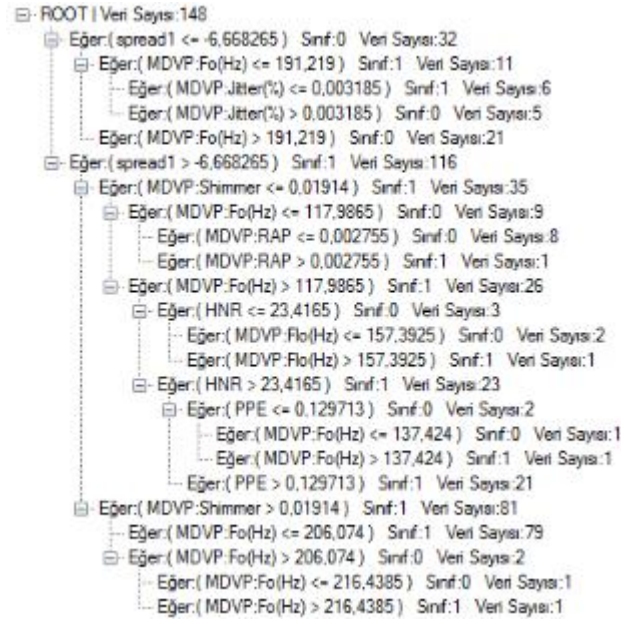 ROOT | Veri Sayısı:148
Eğer:( spread1 <= -6,668265 ) Sınıf:0 Veri Sayısı:32
Eğer:( MDVP:Fo(Hz) <= 191,219 ) Sınıf:1 Veri Sayısı:11
Eğer:( MDVP:Jitter(%) <= 0,003185 ) Sınıf:1 Veri Sayısı:6
Eğer:( MDVP:Jitter(%) > 0,003185 ) Sınıf:0 Veri Sayısı:5
Eğer:( MDVP:Fo(Hz) > 191,219 ) Sınıf:0 Veri Sayısı:21
Eğer:( spread1 > -6,668265 ) Sınıf:1 Veri Sayısı:116
Eğer:( MDVP:Shimmer <= 0,01914 ) Sınıf:1 Veri Sayısı:35
Eğer:( MDVP:Fo(Hz) <= 117,9865 ) Sınıf:0 Veri Sayısı:9
Eğer:( MDVP:RAP <= 0,002755 ) Sınıf:0 Veri Sayısı:8
Eğer:( MDVP:RAP > 0,002755 ) Sınıf:1 Veri Sayısı:1
Eğer:( MDVP:Fo(Hz) > 117,9865 ) Sınıf:1 Veri Sayısı:26
Eğer:( HNR <= 23,4165 ) Sınıf:0 Veri Sayısı:3
Eğer:( MDVP:Flo(Hz) <= 157,3925 ) Sınıf:0 Veri Sayısı:2
Eğer:( MDVP:Flo(Hz) > 157,3925 ) Sınıf:1 Veri Sayısı:1
Eğer:( HNR > 23,4165 ) Sınıf:1 Veri Sayısı:23
Eğer:( PPE <= 0,129713 ) Sınıf:0 Veri Sayısı:2
Eğer:( MDVP:Fo(Hz) <= 137,424 ) Sınıf:0 Veri Sayısı:1
Eğer:( MDVP:Fo(Hz) > 137,424 ) Sınıf:1 Veri Sayısı:1
Eğer:( PPE > 0,129713 ) Sınıf:1 Veri Sayısı:21
Eğer:( MDVP:Shimmer > 0,01914 ) Sınıf:1 Veri Sayısı:81
Eğer:( MDVP:Fo(Hz) <= 206,074 ) Sınıf:1 Veri Sayısı:79
Eğer:( MDVP:Fo(Hz) > 206,074 ) Sınıf:0 Veri Sayısı:2
Eğer:( MDVP:Fo(Hz) <= 216,4385 ) Sınıf:0 Veri Sayısı:1
Eğer:( MDVP:Fo(Hz) > 216,4385 ) Sınıf:1 Veri Sayısı:1